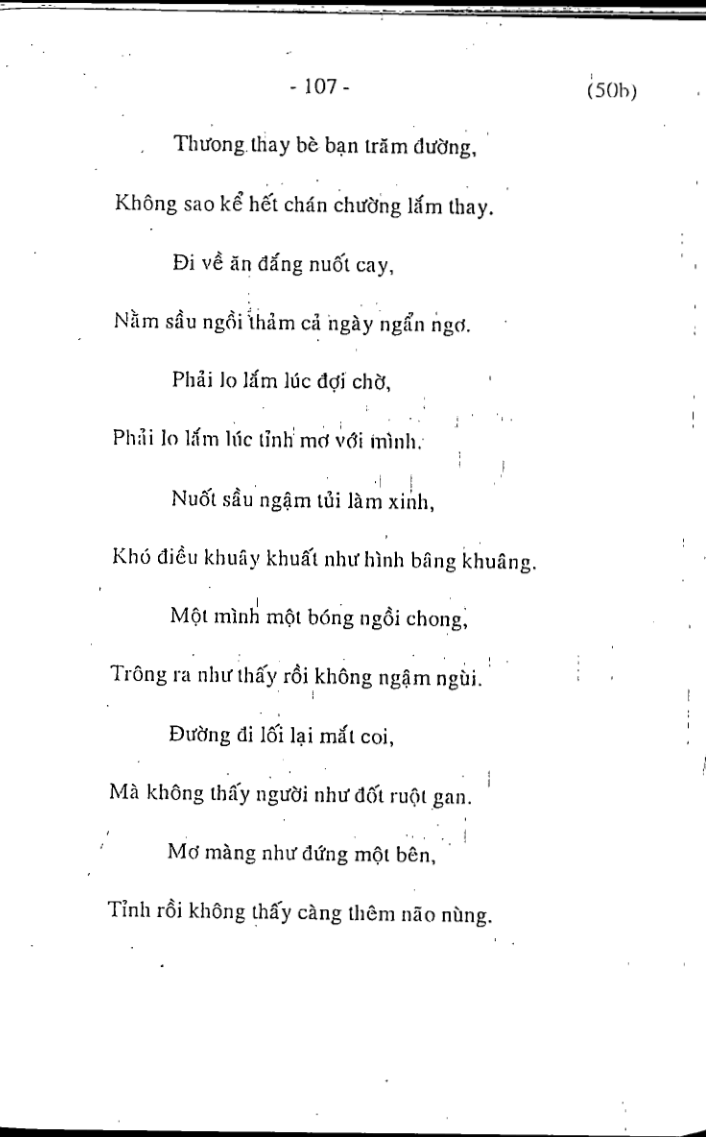 - 107 - (50b)
Thương thay bè bạn trăm đường,
Không sao kể hết chán chường lắm thay.
Đi về ăn đắng nuốt cay,
Nằm sầu ngồi thảm cả ngày ngẩn ngơ.
Phải lo lắm lúc đợi chờ,
Phải lo lắm lúc tỉnh mơ với mình.
Nuốt sầu ngậm tủi làm xinh,
Khó điều khuây khuất như hình bâng khuâng.
Một mình một bóng ngồi chong,
Trông ra như thấy rồi không ngậm ngùi.
Đường đi lối lại mắt coi,
Mà không thấy người như đốt ruột gan.
Mơ màng như đứng một bên,
Tỉnh rồi không thấy càng thêm não nùng.